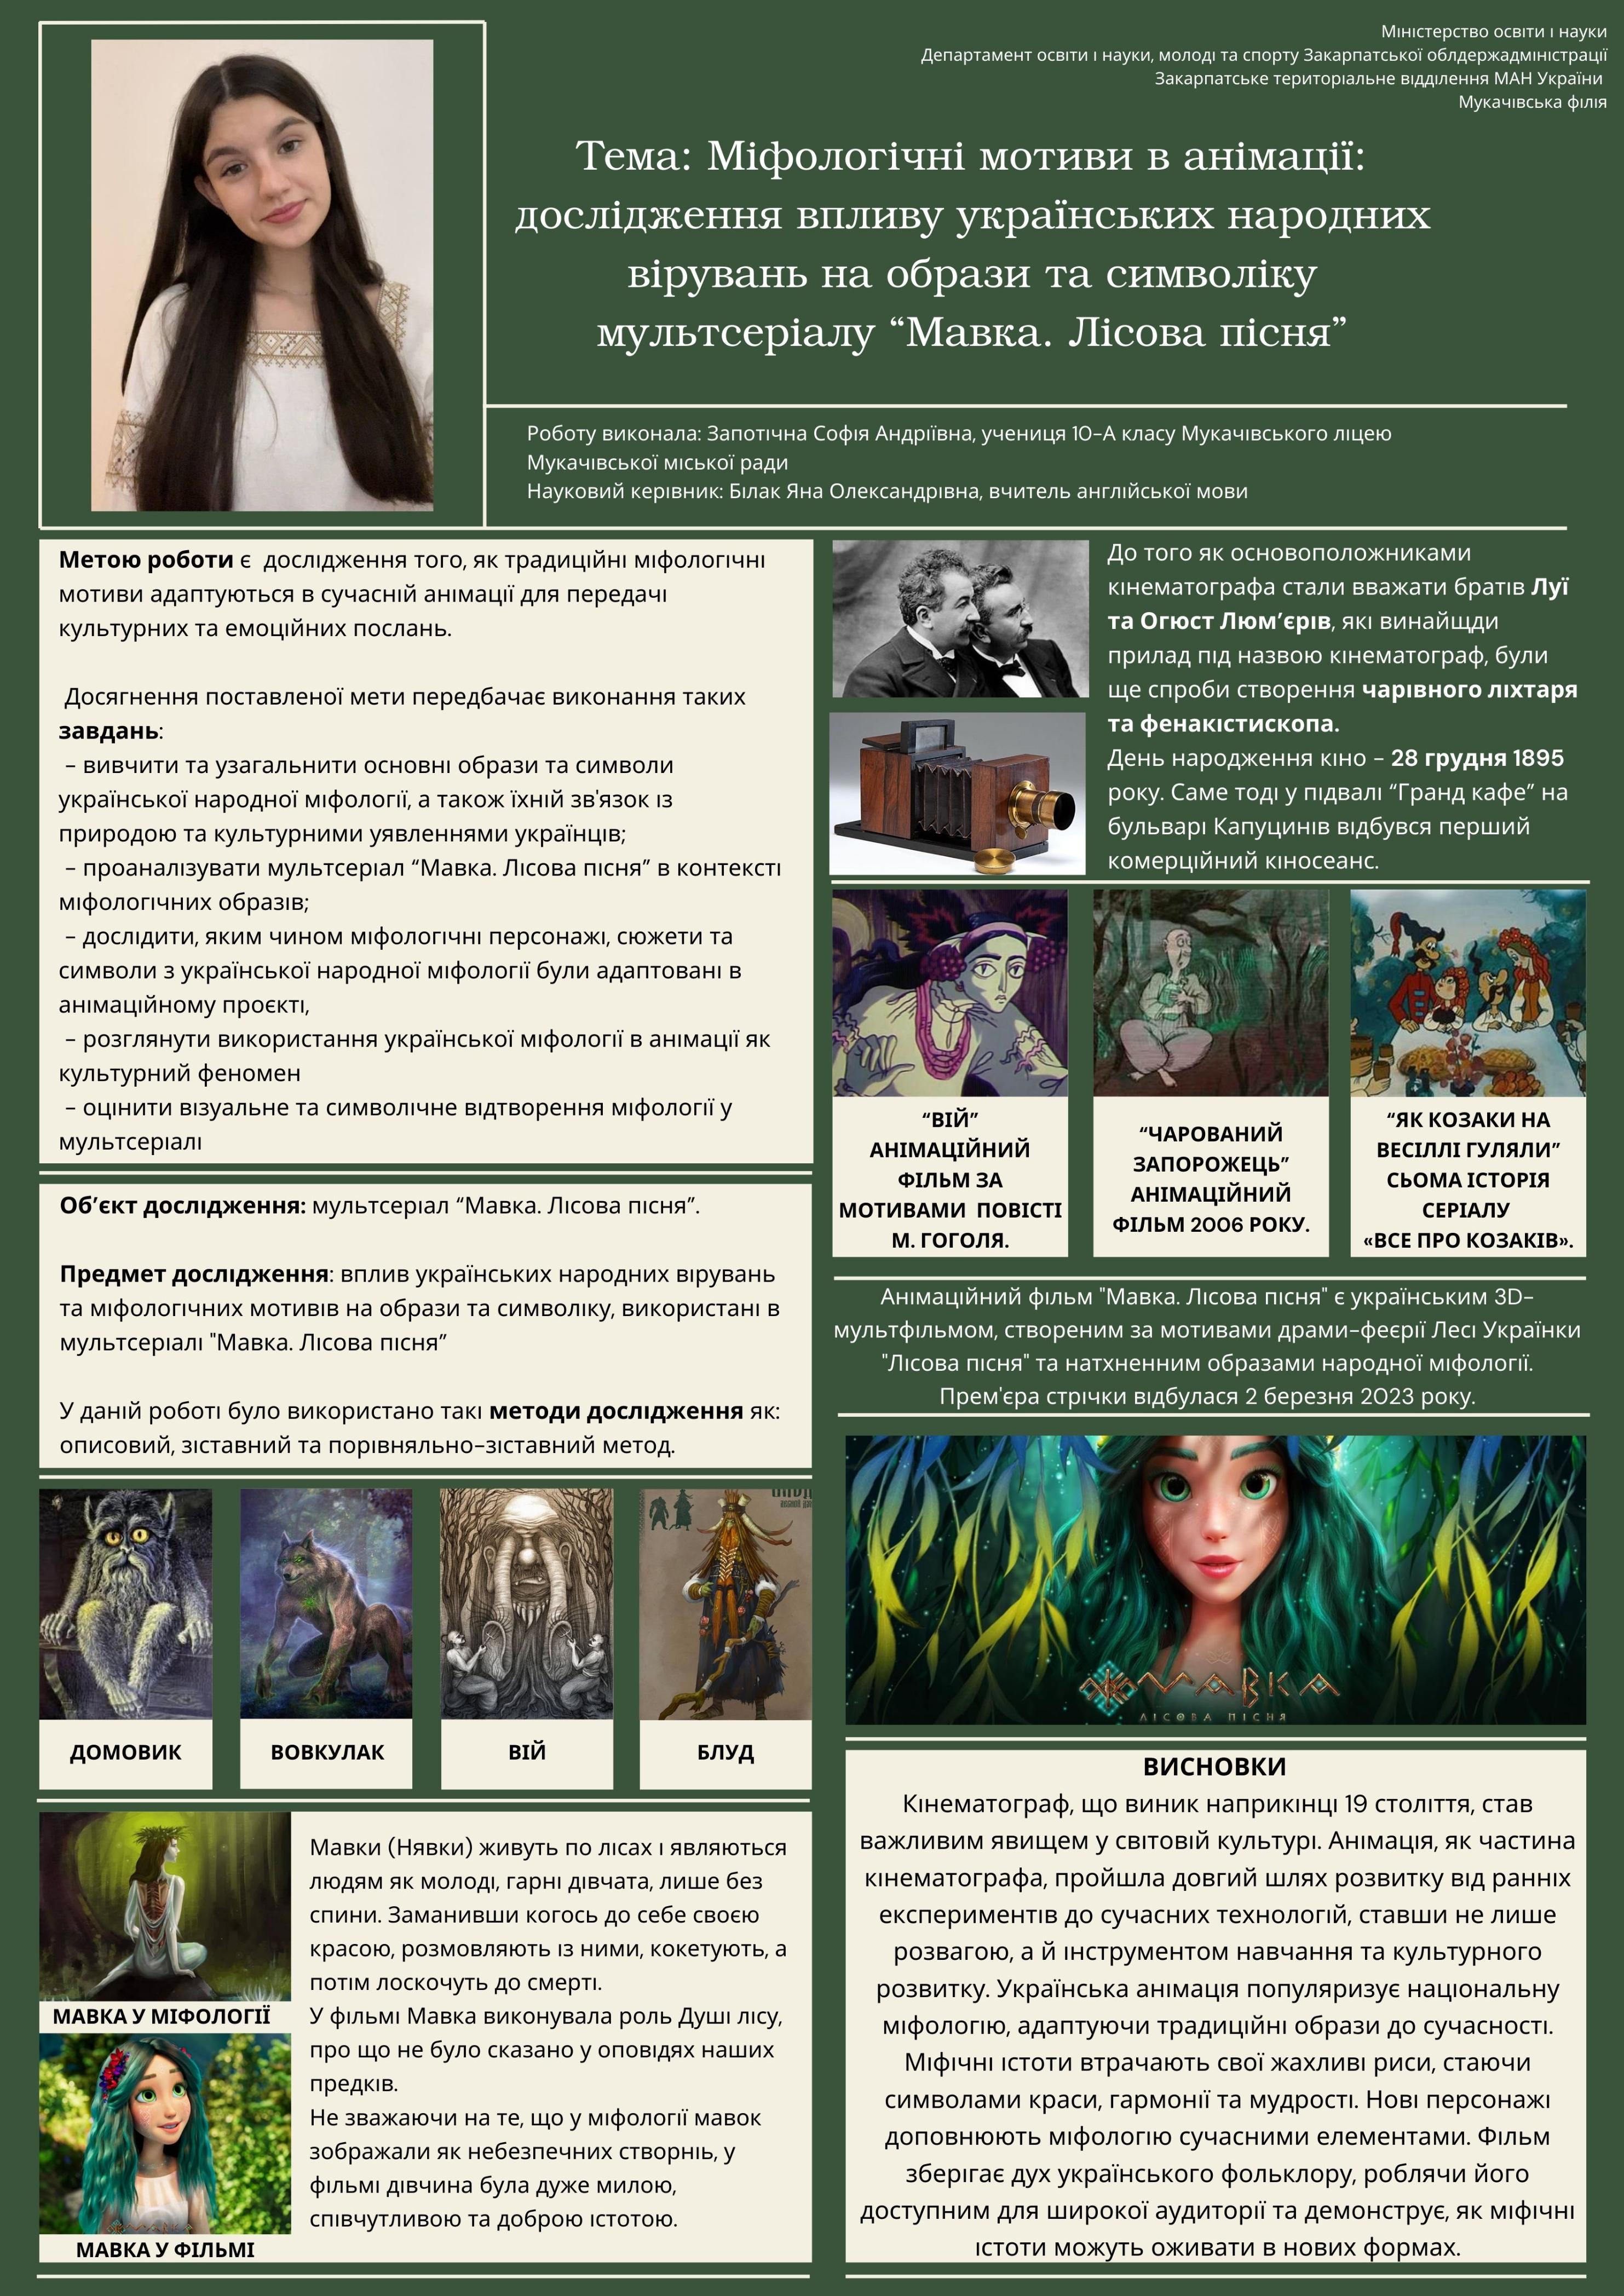 Міністерство освіти і науки
Департамент освіти і науки, молоді та спорту Закарпатської облдержадміністрації
Закарпатське територіальне відділення МАН України
Мукачівська філія
Тема: Міфологічні мотиви в анімації:
дослідження впливу українських народних
вірувань на образи та символіку
мультсеріалу “Мавка. Лісова пісня”
Роботу виконала: Запотічна Софія Андріївна, учениця 10-А класу Мукачівського ліцею
Мукачівської міської ради
Науковий керівник: Білак Яна Олександрівна, вчитель англійської мови
Метою роботи є дослідження того, як традиційні міфологічні
мотиви адаптуються в сучасній анімації для передачі
культурних та емоційних послань.
Досягнення поставленої мети передбачає виконання таких
завдань:
- вивчити та узагальнити основні образи та символи
української народної міфології, а також їхній зв'язок із
природою та культурними уявленнями українців;
- проаналізувати мультсеріал “Мавка. Лісова пісня” в контексті
міфологічних образів;
- дослідити, яким чином міфологічні персонажі, сюжети та
символи з української народної міфології були адаптовані в
анімаційному проєкті,
- розглянути використання української міфології в анімації як
культурний феномен
- оцінити візуальне та символічне відтворення міфології у
мультсеріалі
Об’єкт дослідження: мультсеріал “Мавка. Лісова пісня”.
Предмет дослідження: вплив українських народних вірувань
та міфологічних мотивів на образи та символіку, використані в
мультсеріалі "Мавка. Лісова пісня”
У даній роботі було використано такі методи дослідження як:
описовий, зіставний та порівняльно-зіставний метод.
ДОМОВИК
ВОВКУЛАК
ВІЙ
БЛУД
МАВКА У МІФОЛОГІЇ
МАВКА У ФІЛЬМІ
Мавки (Нявки) живуть по лісах і являються
людям як молоді, гарні дівчата, лише без
спини. Заманивши когось до себе своєю
красою, розмовляють із ними, кокетують, а
потім лоскочуть до смерті.
У фільмі Мавка виконувала роль Душі лісу,
про що не було сказано у оповідях наших
предків.
Не зважаючи на те, що у міфології мавок
зображали як небезпечних створнів, у
фільмі дівчина була дуже милою,
співчутливою та доброю істотою.
До того як основоположниками
кінематографа стали вважати братів Луї
та Огюст Люм’єрів, які винайщди
прилад під назвою кінематограф, були
ще спроби створення чарівного ліхтаря
та фенакістископа.
День народження кіно - 28 грудня 1895
року. Саме тоді у підвалі “Гранд кафе” на
бульварі Капуцинів відбувся перший
комерційний кіносеанс.
“ВІЙ”
АНІМАЦІЙНИЙ
ФІЛЬМ ЗА
МОТИВАМИ ПОВІСТІ
М. ГОГОЛЯ.
“ЧАРОВАНИЙ
ЗАПОРОЖЕЦЬ”
АНІМАЦІЙНИЙ
ФІЛЬМ 2006 РОКУ.
“ЯК КОЗАКИ НА
ВЕСІЛЛІ ГУЛЯЛИ”
СЬОМА ІСТОРІЯ
СЕРІАЛУ
«ВСЕ ПРО КОЗАКІВ».
Анімаційний фільм "Мавка. Лісова пісня" є українським 3D-
мультфільмом, створеним за мотивами драми-феєрії Лесі Українки
"Лісова пісня" та натхненним образами народної міфології.
Прем'єра стрічки відбулася 2 березня 2023 року.
МАВКА
ЛІСОВА ПІСНЯ
ВИСНОВКИ
Кінематограф, що виник наприкінці 19 століття, став
важливим явищем у світовій культурі. Анімація, як частина
кінематографа, пройшла довгий шлях розвитку від ранніх
експериментів до сучасних технологій, ставши не лише
розвагою, а й інструментом навчання та культурного
розвитку. Українська анімація популяризує національну
міфологію, адаптуючи традиційні образи до сучасності.
Міфічні істоти втрачають свої жахливі риси, стаючи
символами краси, гармонії та мудрості. Нові персонажі
доповнюють міфологію сучасними елементами. Фільм
зберігає дух українського фольклору, роблячи його
доступним для широкої аудиторії та демонструє, як міфічні
істоти можуть оживати в нових формах.